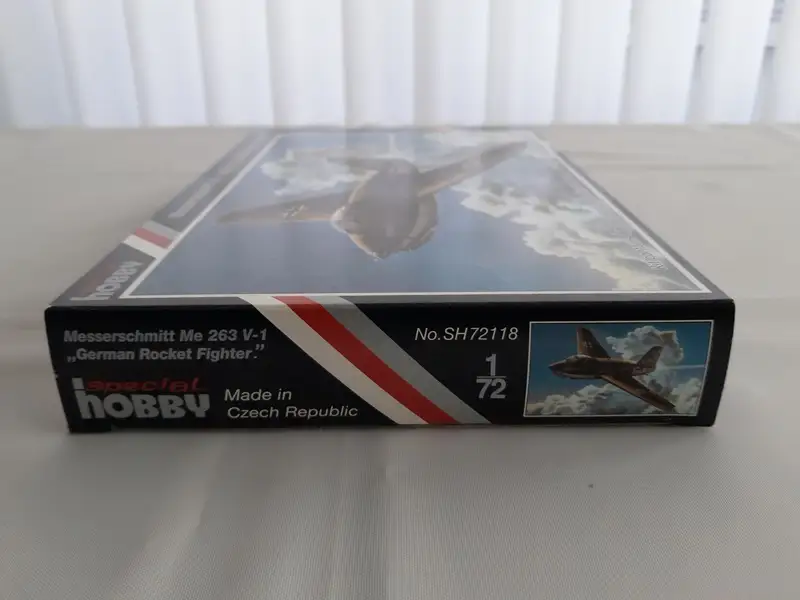 hobby
Messerschmitt Me 263 V-1
„German Rocket Fighter."
special
hobby
Made in
Czech Republic
No.SH72118
1
72